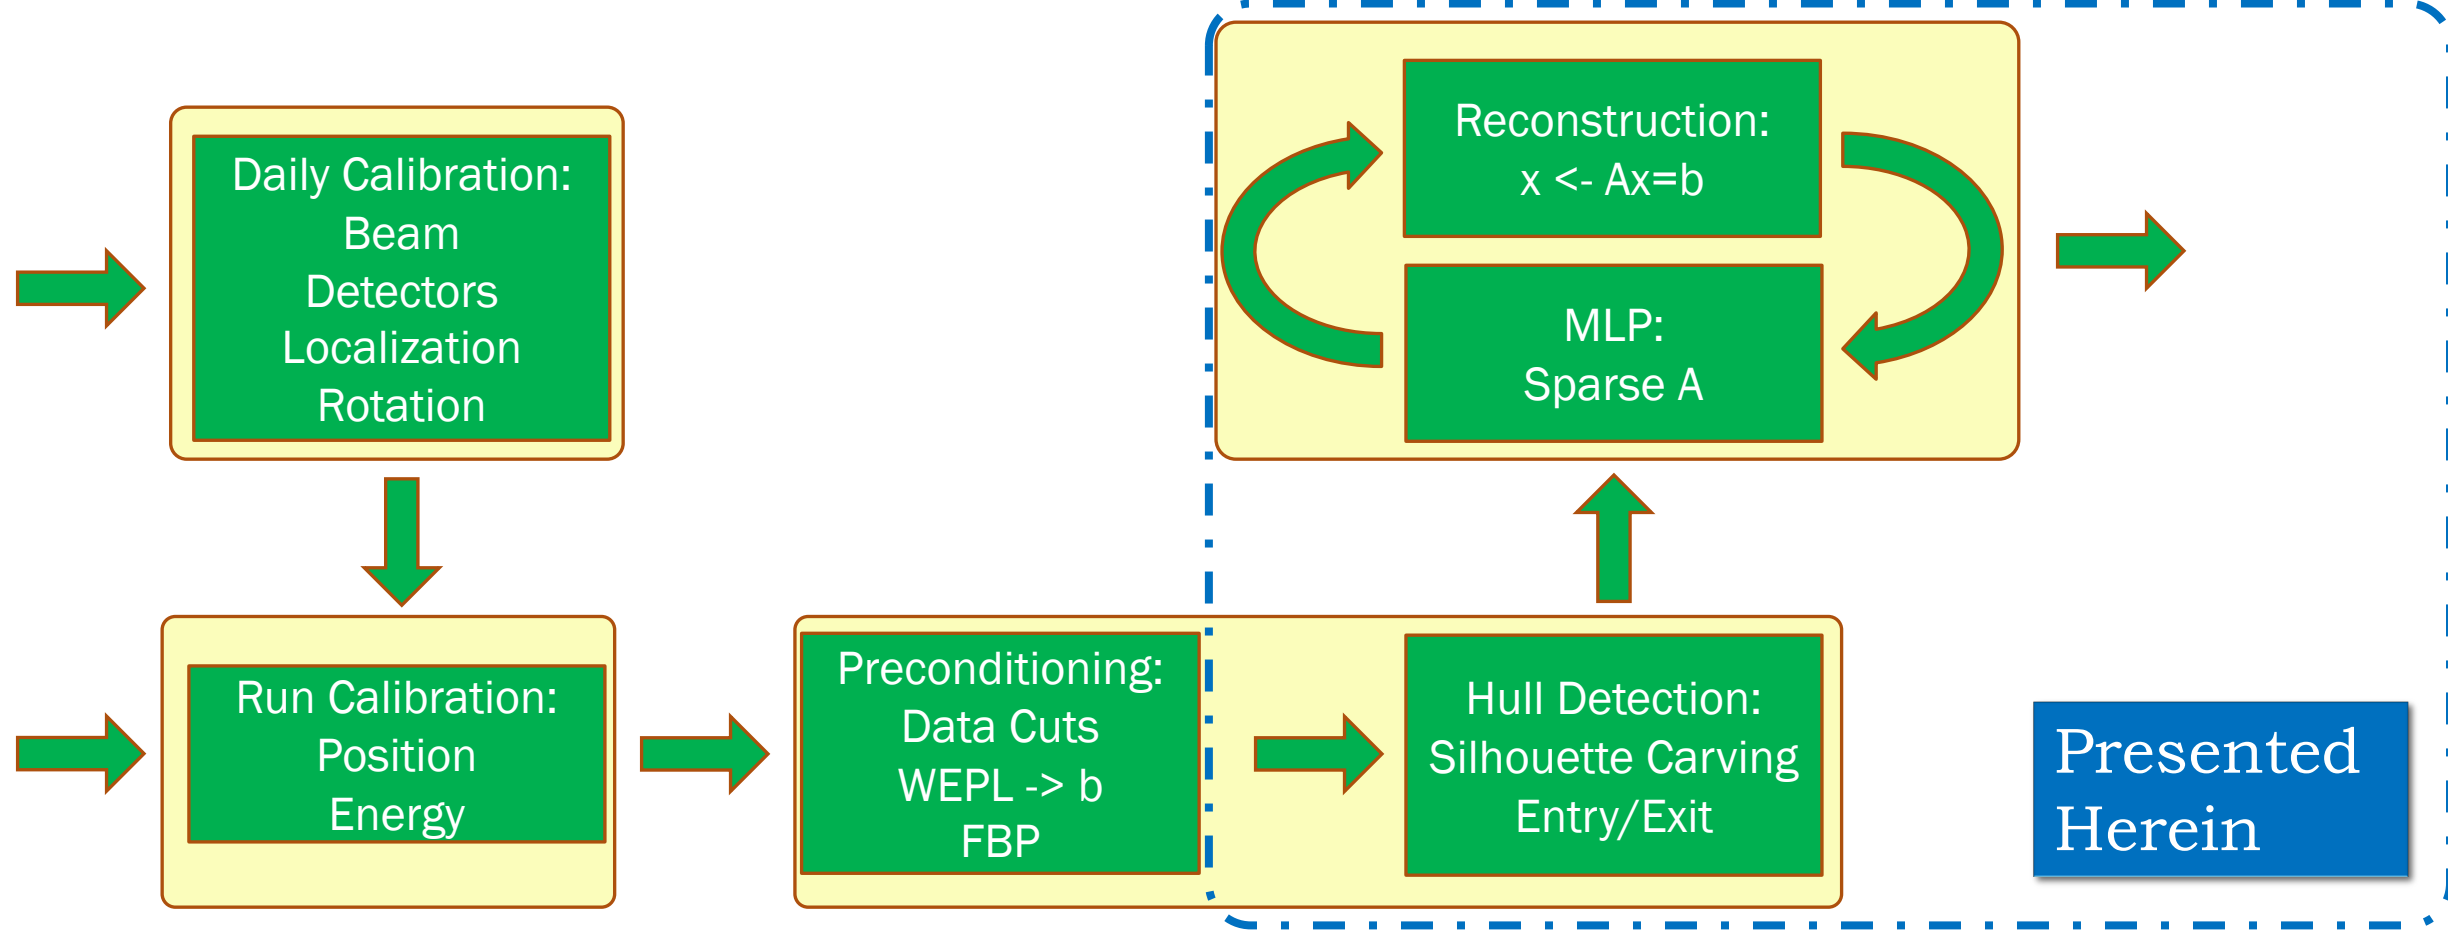 Daily Calibration:
Beam
Detectors
Localization
Rotation
Reconstruction:
x <- Ax=b
MLP:
Sparse A
Run Calibration:
Position
Energy
Preconditioning:
Data Cuts
WEPL -> b
FBP
Hull Detection:
Silhouette Carving
Entry/Exit
Presented
Herein